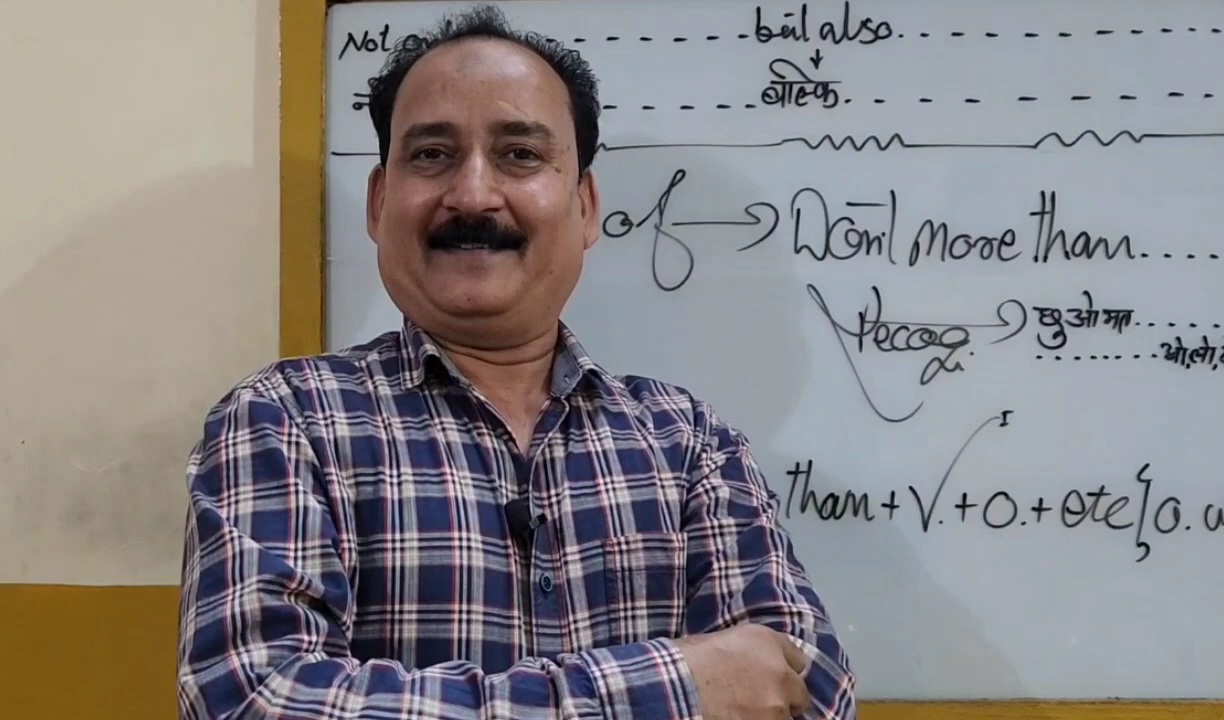 Not ------------ but also. ------------
↓
------ बल्कि. ------------
of → Don't more than.....
Recog. → छुओ मत......
........
than + V.I + O. + etc } O.